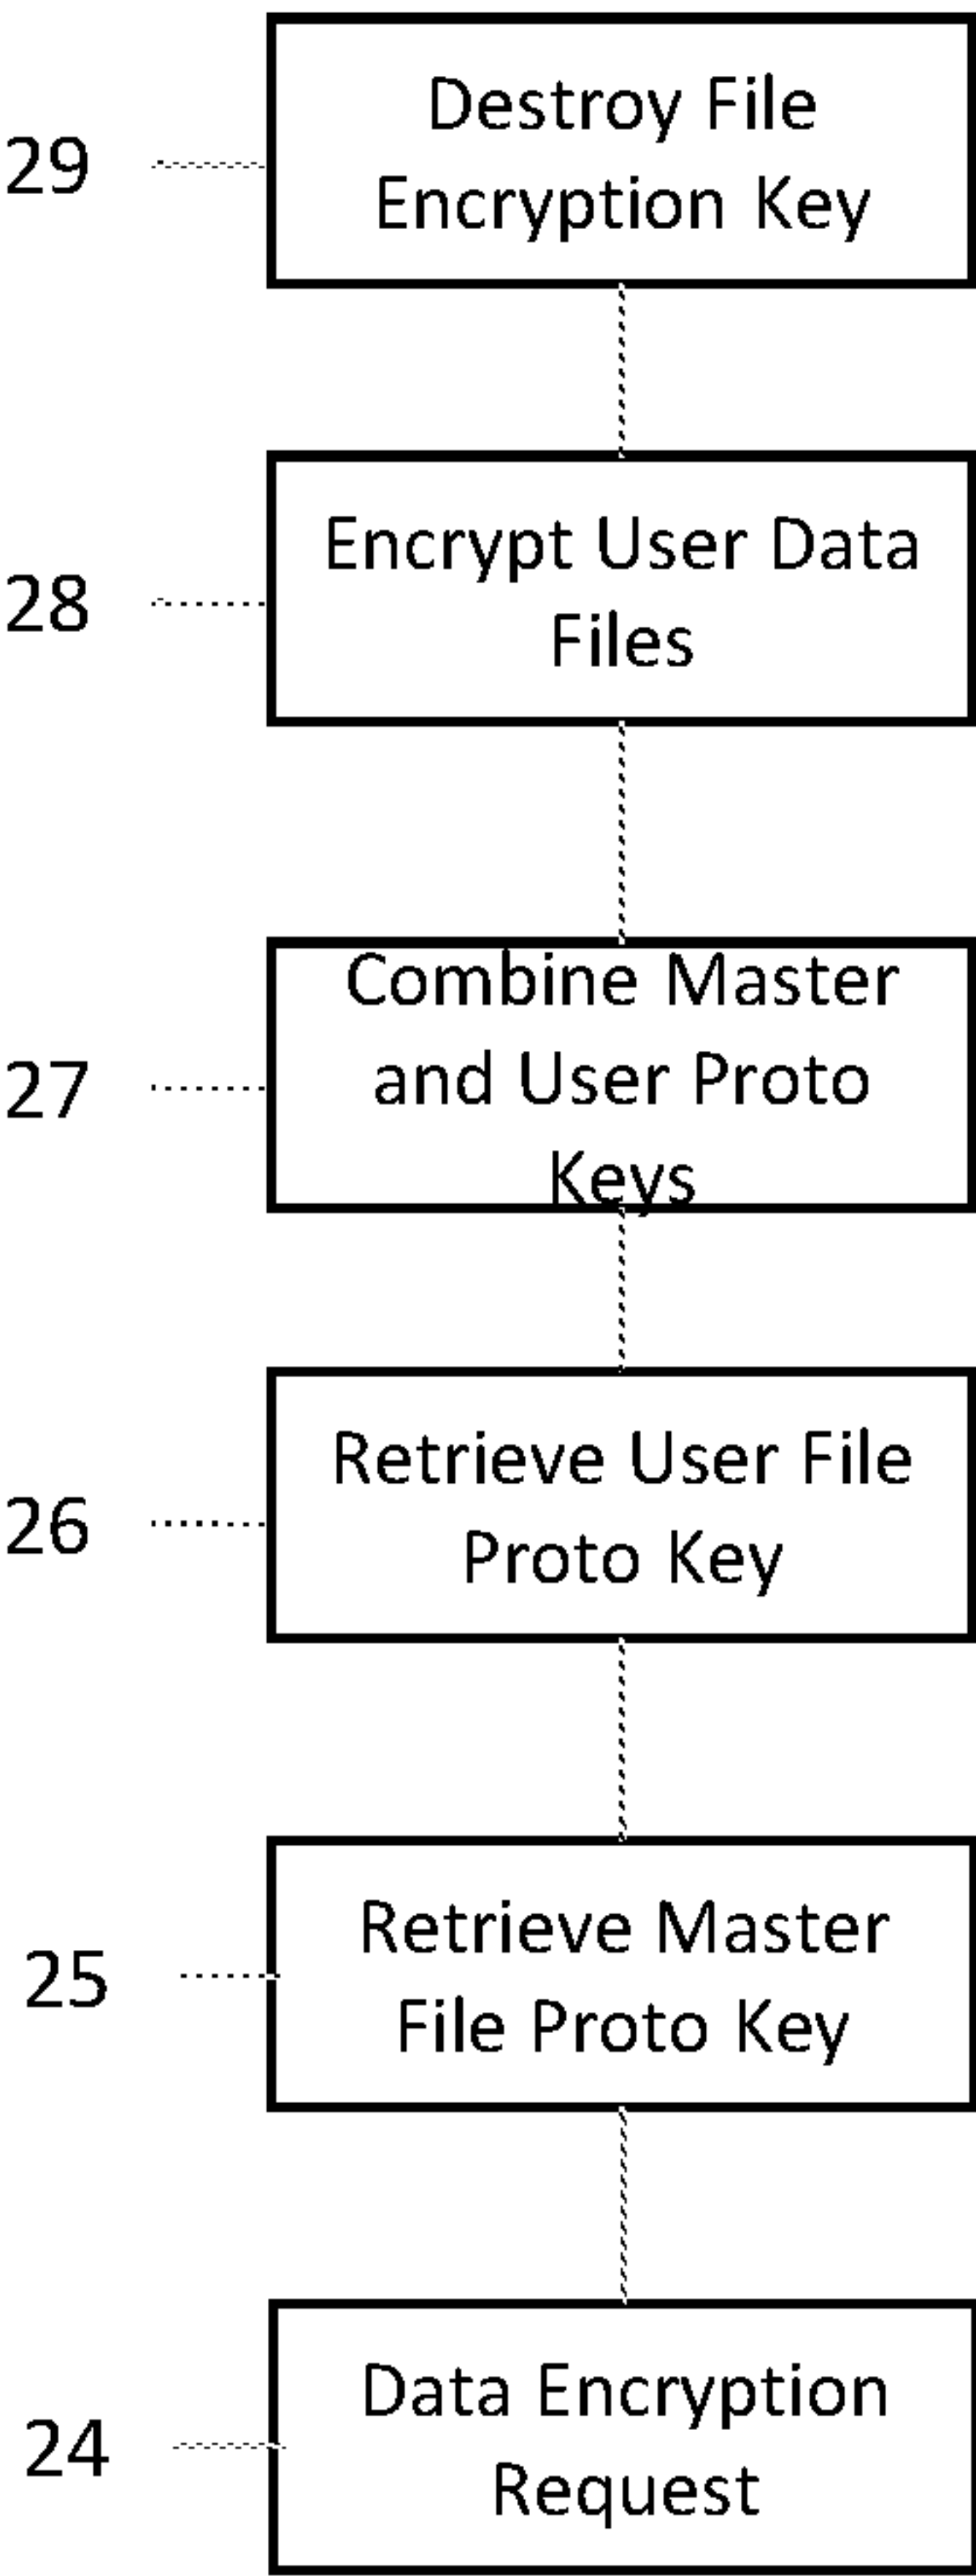 Destroy File
29
Encryption Key
Encrypt User Data
28
Files
Combine Master
27
and User Proto
Keys
Retrieve User File
26
Proto Key
Retrieve Master
25
File Proto Key
Data Encryption
24
Request